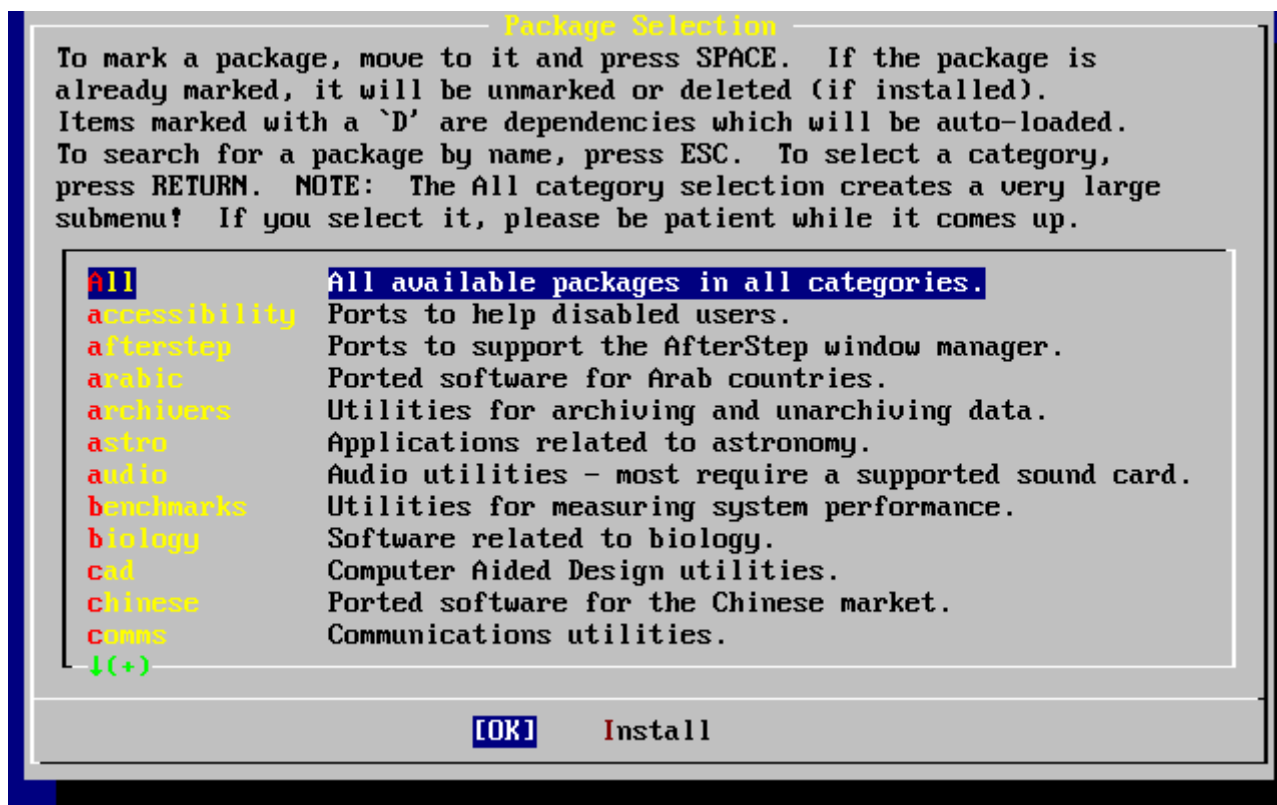 Package Selection
To mark a package, move to it and press SPACE.  If the package is
already marked, it will be unmarked or deleted (if installed).
Items marked with a `D' are dependencies which will be auto-loaded.
To search for a package by name, press ESC.  To select a category,
press RETURN.  NOTE:  The All category selection creates a very large
submenu!  If you select it, please be patient while it comes up.
All All available packages in all categories.
accessibility Ports to help disabled users.
afterstep Ports to support the AfterStep window manager.
arabic Ported software for Arab countries.
archivers Utilities for archiving and unarchiving data.
astro Applications related to astronomy.
audio Audio utilities - most require a supported sound card.
benchmarks Utilities for measuring system performance.
biology Software related to biology.
cad Computer Aided Design utilities.
chinese Ported software for the Chinese market.
comms Communications utilities.
↓(+)
[OK] Install